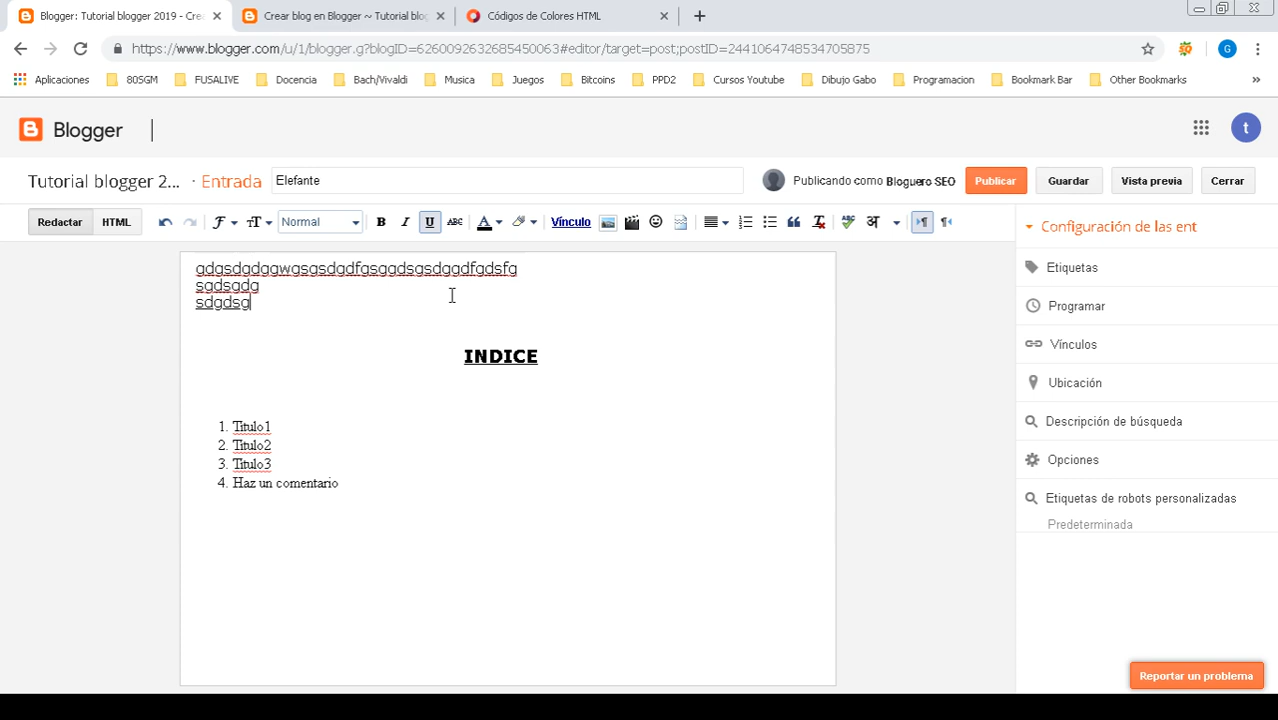 Blogger: Tutorial blogger 2019 - Crea
Crear blog en Blogger ~ Tutorial blog
Códigos de Colores HTML
https://www.blogger.com/u/1/blogger.g?blogID=6260092632685450063#editor/target=post;postID=2441064748534705875
G
Aplicaciones
80SGM
FUSALIVE
Docencia
Bach/Vivaldi
Musica
Juegos
Bitcoins
PPD2
Cursos Youtube
Dibujo Gabo
Programacion
Bookmark Bar
Other Bookmarks
Blogger
t
Tutorial blogger 2... · Entrada
Elefante
Publicando como Bloguero SEO
Publicar
Guardar
Vista previa
Cerrar
Redactar
HTML
Normal
B I U ABC A
Vínculo
अ
Configuración de las ent
Etiquetas
Programar
Vínculos
Ubicación
Descripción de búsqueda
Opciones
Etiquetas de robots personalizadas
Predeterminada
sgdsgdg
sdgdsg
INDICE
1. Titulo1
2. Titulo2
3. Titulo3
4. Haz un comentario
Reportar un problema